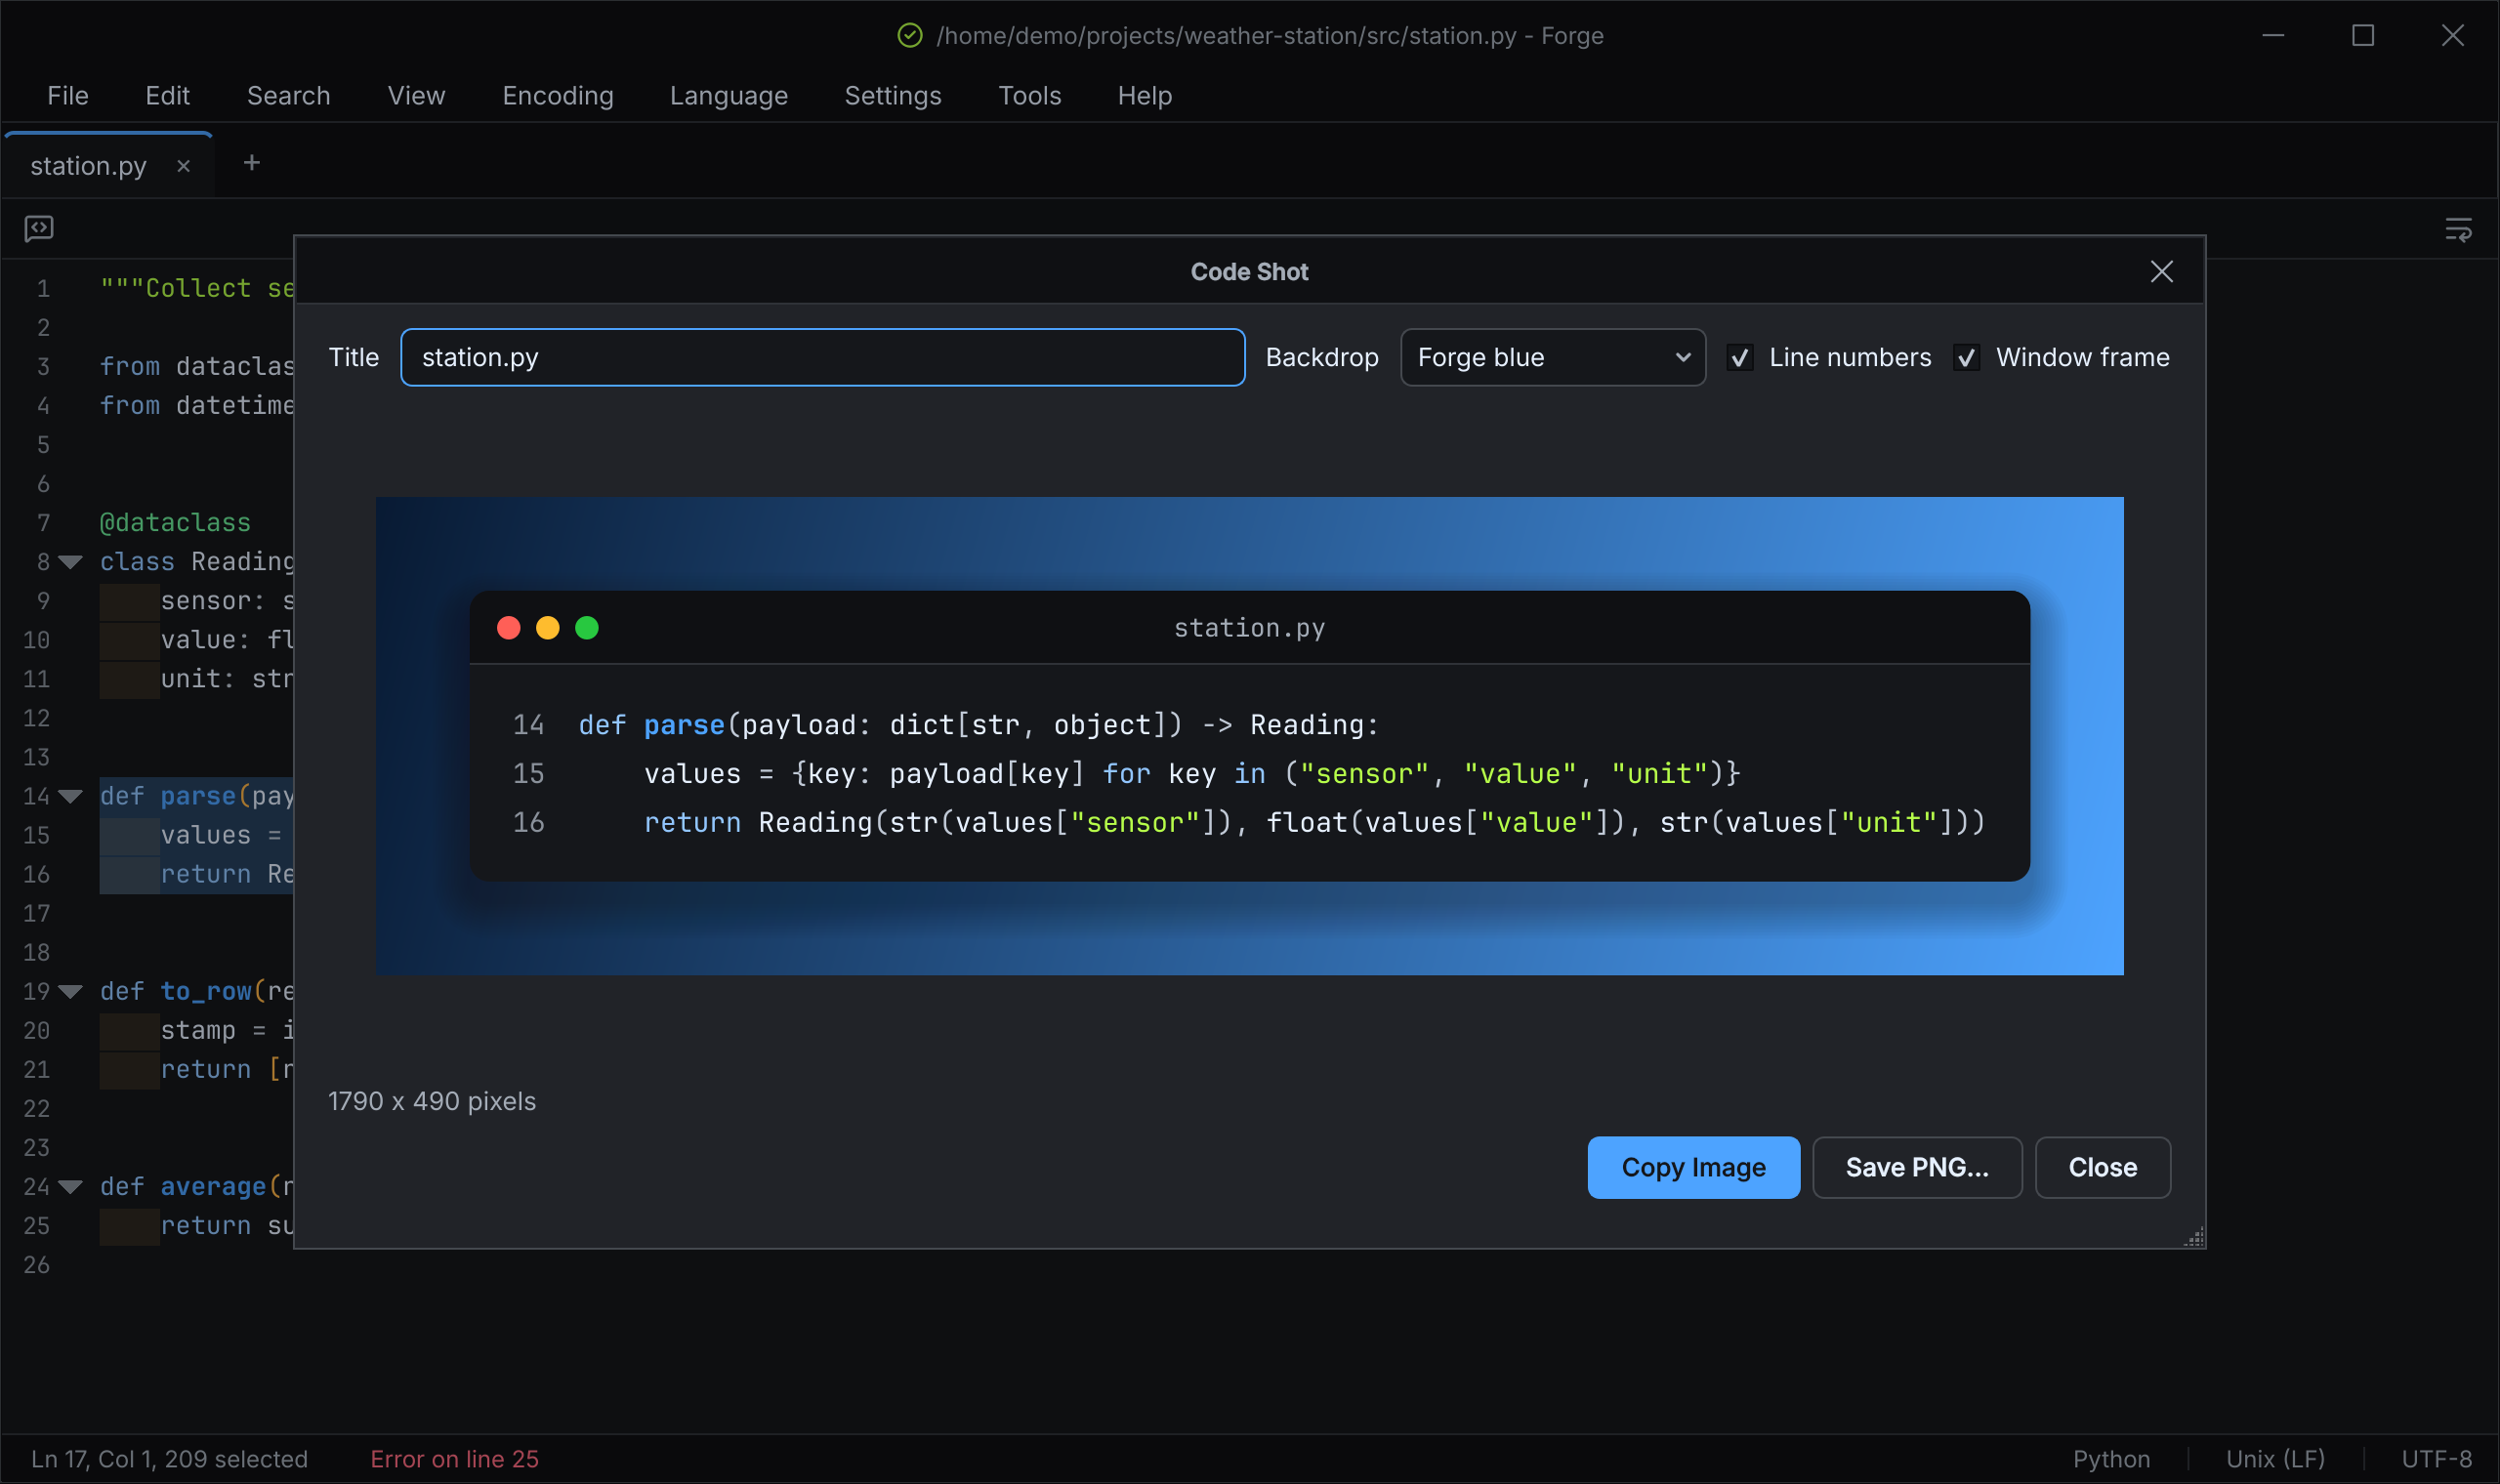 /home/demo/projects/weather-station/src/station.py - Forge
File Edit Search View Encoding Language Settings Tools Help
station.py × +
Code Shot
Title station.py Backdrop Forge blue Line numbers Window frame
station.py
14 def parse(payload: dict[str, object]) -> Reading:
15 values = {key: payload[key] for key in ("sensor", "value", "unit")}
16 return Reading(str(values["sensor"]), float(values["value"]), str(values["unit"]))
1790 x 490 pixels
Copy Image Save PNG... Close
1 """Collect se
2
3 from dataclas
4 from datetime
5
6
7 @dataclass
8 class Reading
9 sensor: s
10 value: fl
11 unit: str
12
13
14 def parse(pay
15 values =
16 return Re
17
18
19 def to_row(re
20 stamp = i
21 return [r
22
23
24 def average(r
25 return su
26
Ln 17, Col 1, 209 selected Error on line 25 Python Unix (LF) UTF-8